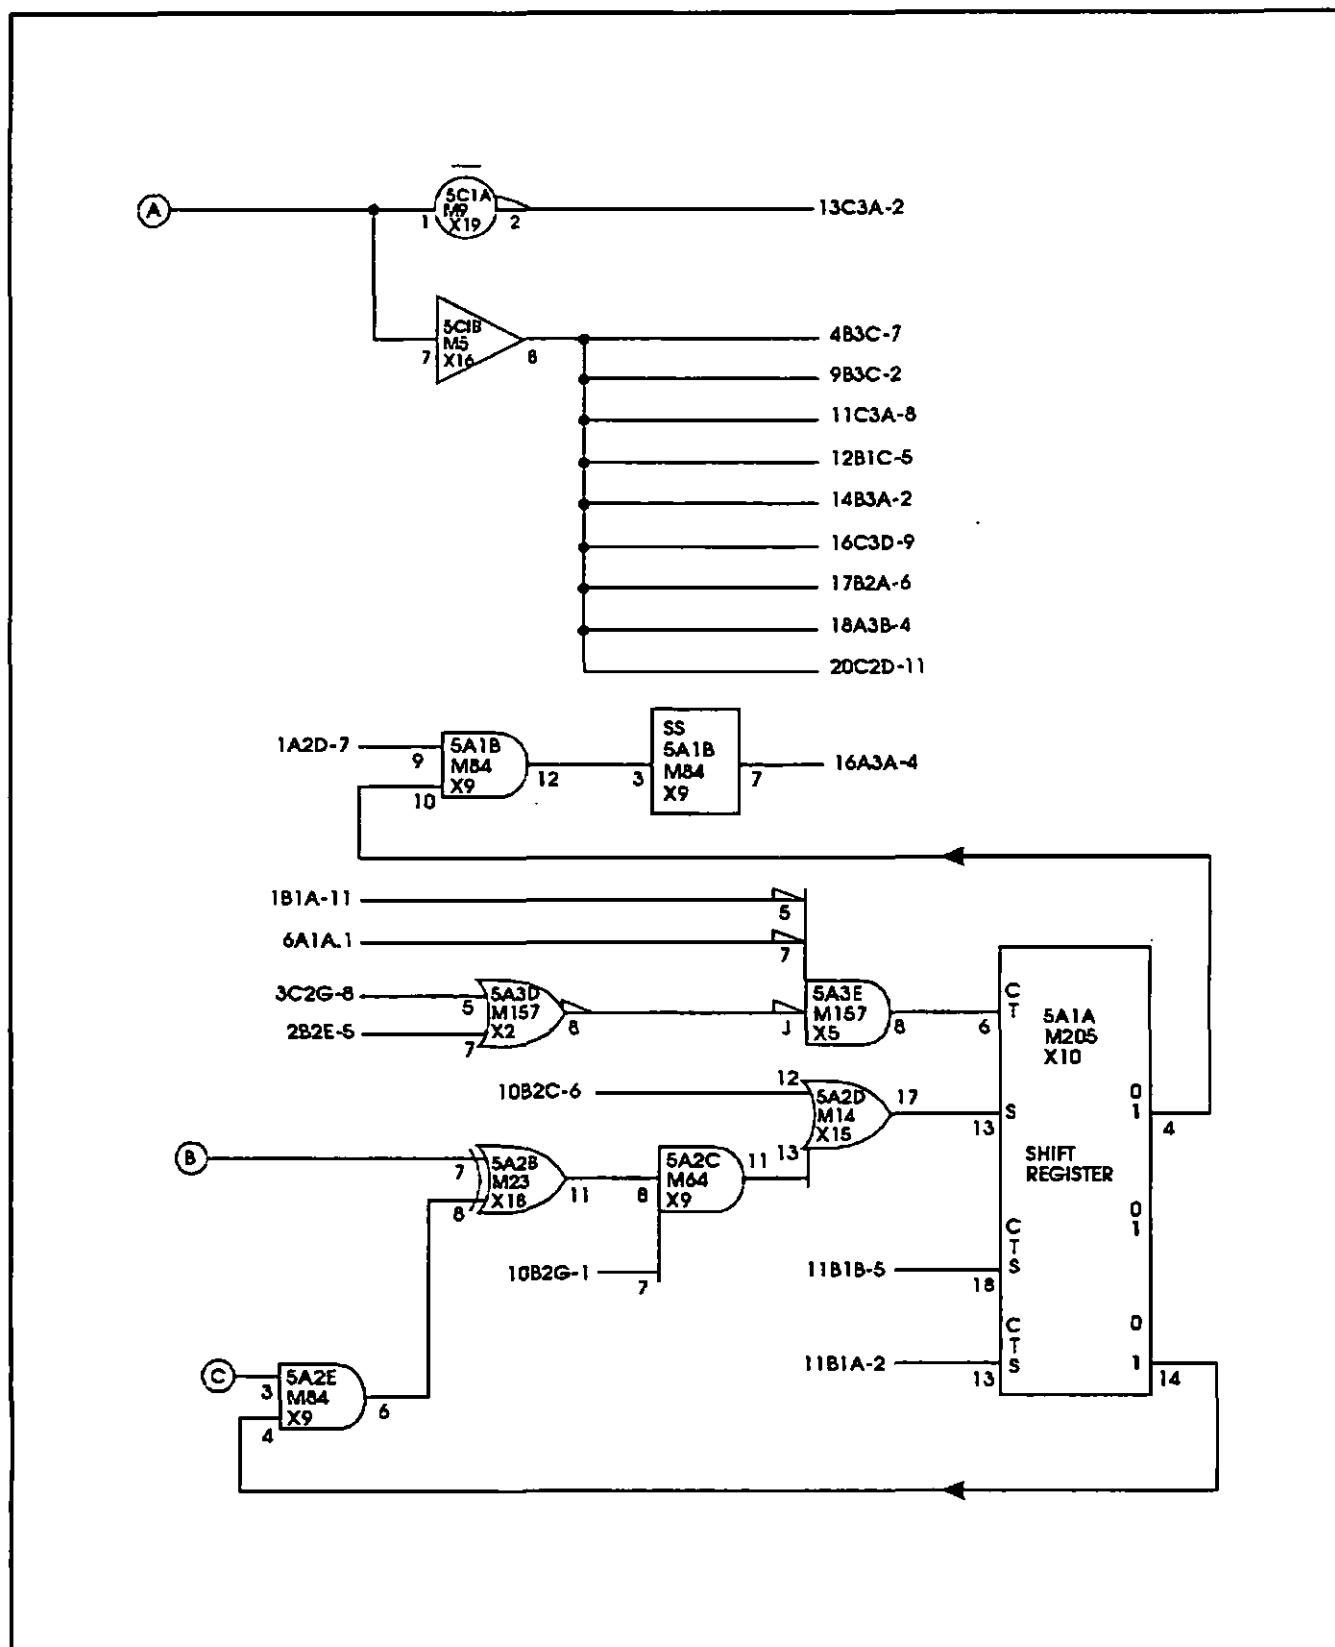 A
5C1A
M9
X19
1
2
13C3A-2
5C1B
M5
X16
7
8
4B3C-7
9B3C-2
11C3A-8
12B1C-5
14B3A-2
16C3D-9
17B2A-6
18A3B-4
20C2D-11
1A2D-7
9
10
5A1B
M84
X9
12
3
SS
5A1B
M84
X9
7
16A3A-4
1B1A-11
5
6A1A.1
7
3C2G-8
5
2B2E-5
7
5A3D
M157
X2
8
J
5A3E
M157
X5
8
6
C
T
5A1A
M205
X10
10B2C-6
12
13
5A2D
M14
X15
17
13
S
0
1
4
SHIFT
REGISTER
B
7
8
5A2B
M23
X18
11
8
5A2C
M64
X9
11
10B2G-1
7
0
1
C
T
S
11B1B-5
18
C
T
S
0
1
11B1A-2
13
14
C
3
4
5A2E
M84
X9
6